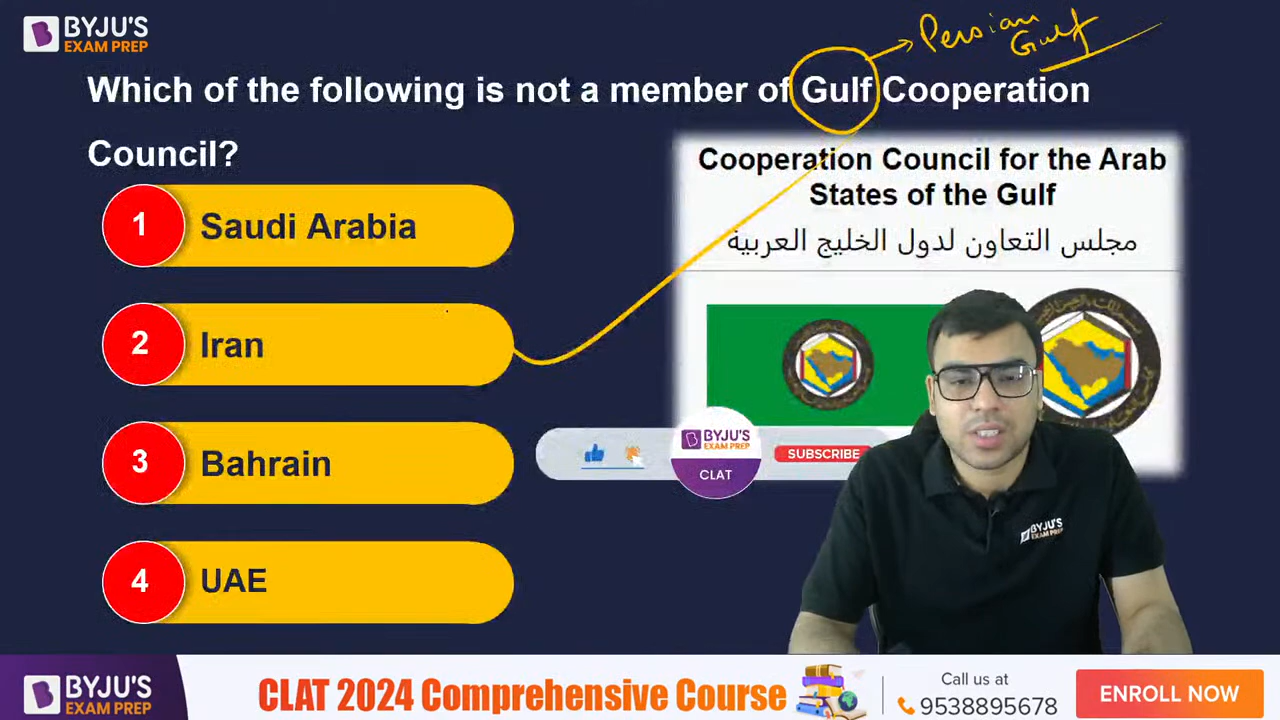 BYJU'S
EXAM PREP
Persian
Gulf
Which of the following is not a member of Gulf Cooperation
Council?
1 Saudi Arabia
2 Iran
3 Bahrain
4 UAE
Cooperation Council for the Arab
States of the Gulf
مجلس التعاون لدول الخليج العربية
BYJU'S
EXAM PREP
CLAT
SUBSCRIBE
BYJU'S
EXAM PREP
BYJU'S
EXAM PREP
CLAT 2024 Comprehensive Course
Call us at
9538895678
ENROLL NOW